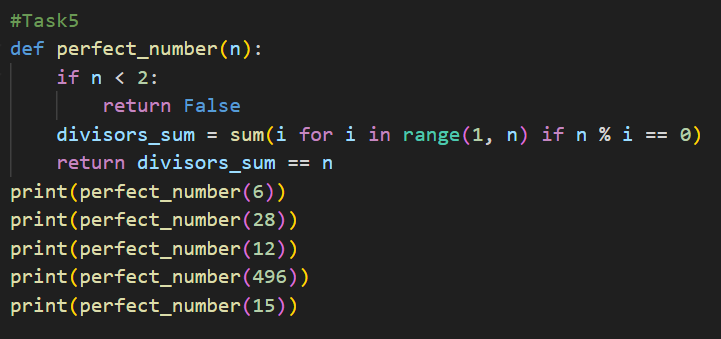 #Task5
def perfect_number(n):
    if n < 2:
        return False
    divisors_sum = sum(i for i in range(1, n) if n % i == 0)
    return divisors_sum == n
print(perfect_number(6))
print(perfect_number(28))
print(perfect_number(12))
print(perfect_number(496))
print(perfect_number(15))